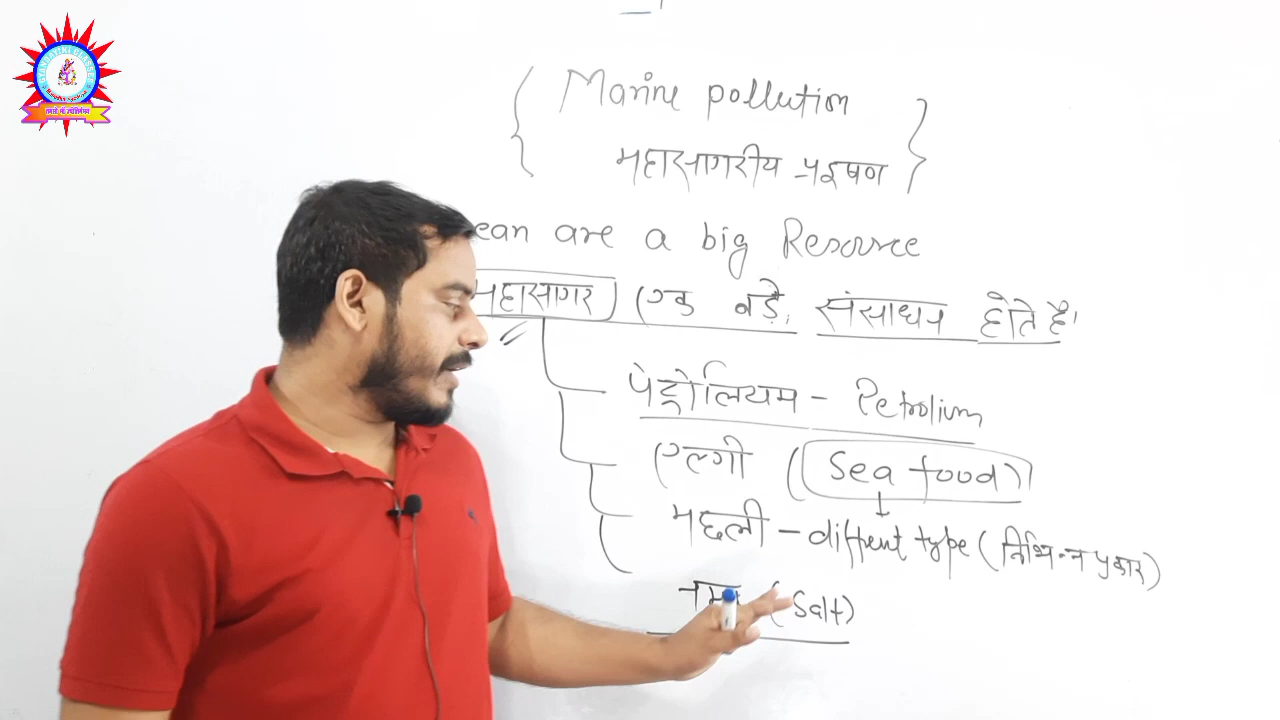 { Marine pollution
महासागरीय प्रदूषण }
ean are a big Resource
महासागर एक बड़े संसाधन होते है।
पेट्रोलियम - Petrolium
एल्गी (Sea food)
मछली - diffrent type (विभिन्न प्रकार)
(Salt)